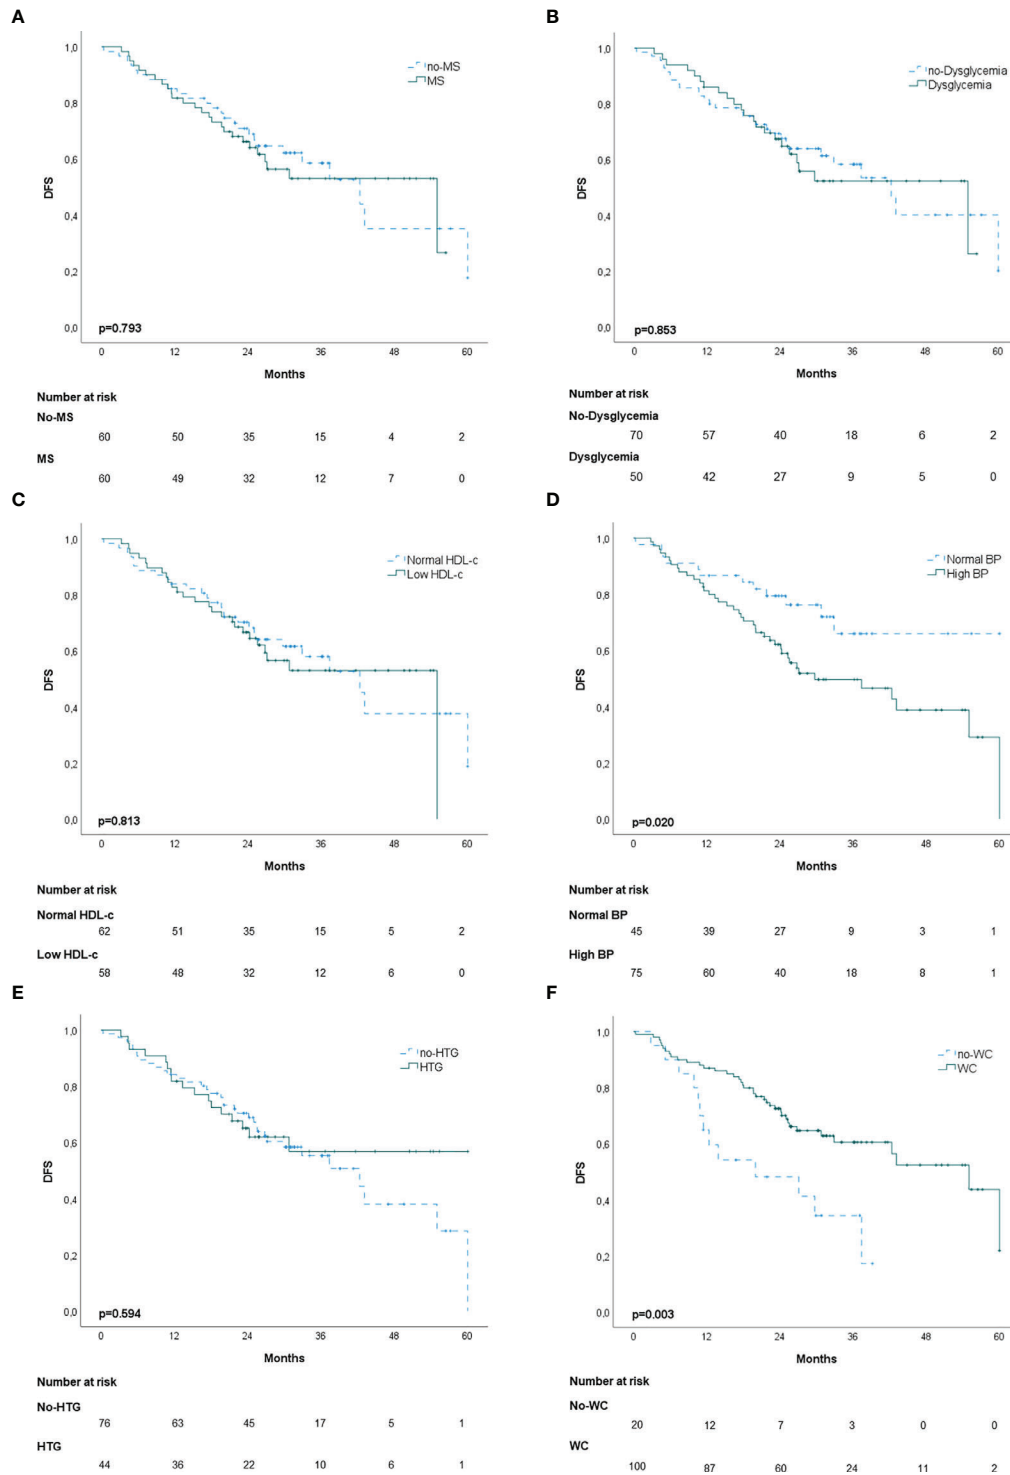 A
1,0
0,8
0,6
0,4
0,2
0,0
DFS
no-MS
MS
p=0.793
0 12 24 36 48 60
Months
Number at risk
No-MS
60 50 35 15 4 2
MS
60 49 32 12 7 0
B
1,0
0,8
0,6
0,4
0,2
0,0
DFS
no-Dysglycemia
Dysglycemia
p=0.853
0 12 24 36 48 60
Months
Number at risk
No-Dysglycemia
70 57 40 18 6 2
Dysglycemia
50 42 27 9 5 0
C
1,0
0,8
0,6
0,4
0,2
0,0
DFS
Normal HDL-c
Low HDL-c
p=0.813
0 12 24 36 48 60
Months
Number at risk
Normal HDL-c
62 51 35 15 5 2
Low HDL-c
58 48 32 12 6 0
D
1,0
0,8
0,6
0,4
0,2
0,0
DFS
Normal BP
High BP
p=0.020
0 12 24 36 48 60
Months
Number at risk
Normal BP
45 39 27 9 3 1
High BP
75 60 40 18 8 1
E
1,0
0,8
0,6
0,4
0,2
0,0
DFS
no-HTG
HTG
p=0.594
0 12 24 36 48 60
Months
Number at risk
No-HTG
76 63 45 17 5 1
HTG
44 36 22 10 6 1
F
1,0
0,8
0,6
0,4
0,2
0,0
DFS
no-WC
WC
p=0.003
0 12 24 36 48 60
Months
Number at risk
No-WC
20 12 7 3 0 0
WC
100 87 60 24 11 2